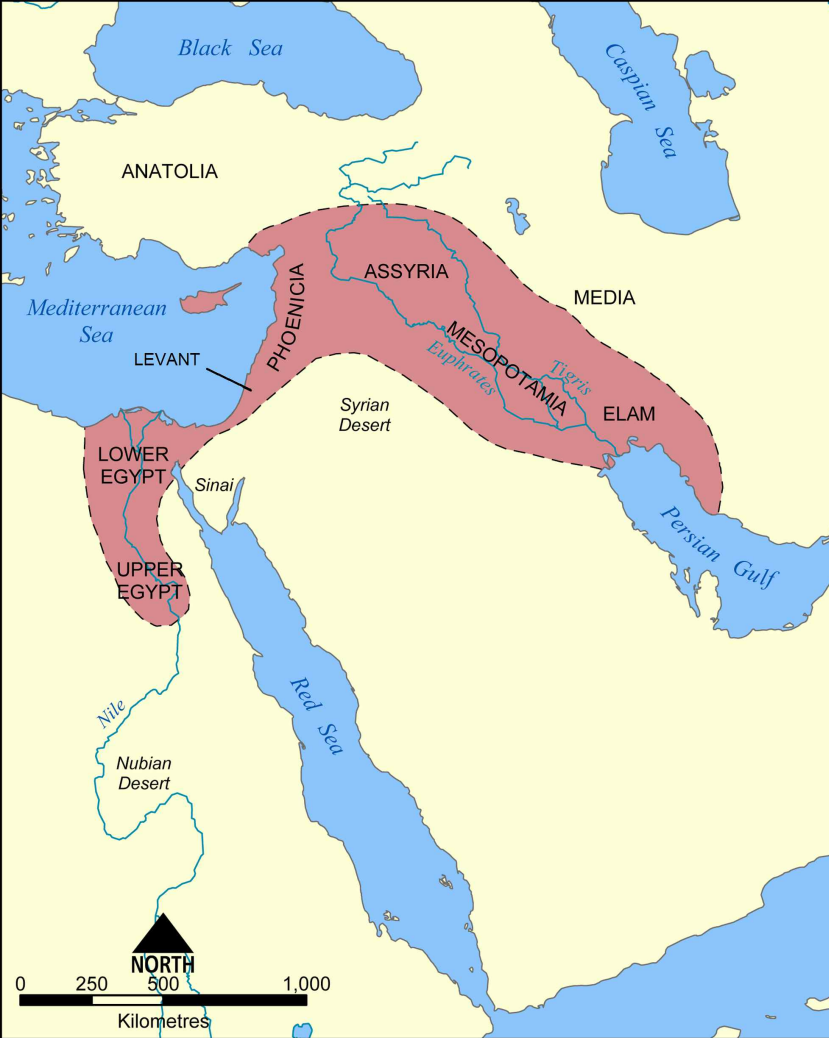 Black Sea
Caspian Sea
ANATOLIA
ASSYRIA
PHOENICIA
MEDIA
Mediterranean
Sea
LEVANT
MESOPOTAMIA
Euphrates
Tigris
Syrian
Desert
ELAM
LOWER
EGYPT
Sinai
Persian Gulf
UPPER
EGYPT
Red Sea
Nile
Nubian
Desert
NORTH
0 250 500 1,000
Kilometres